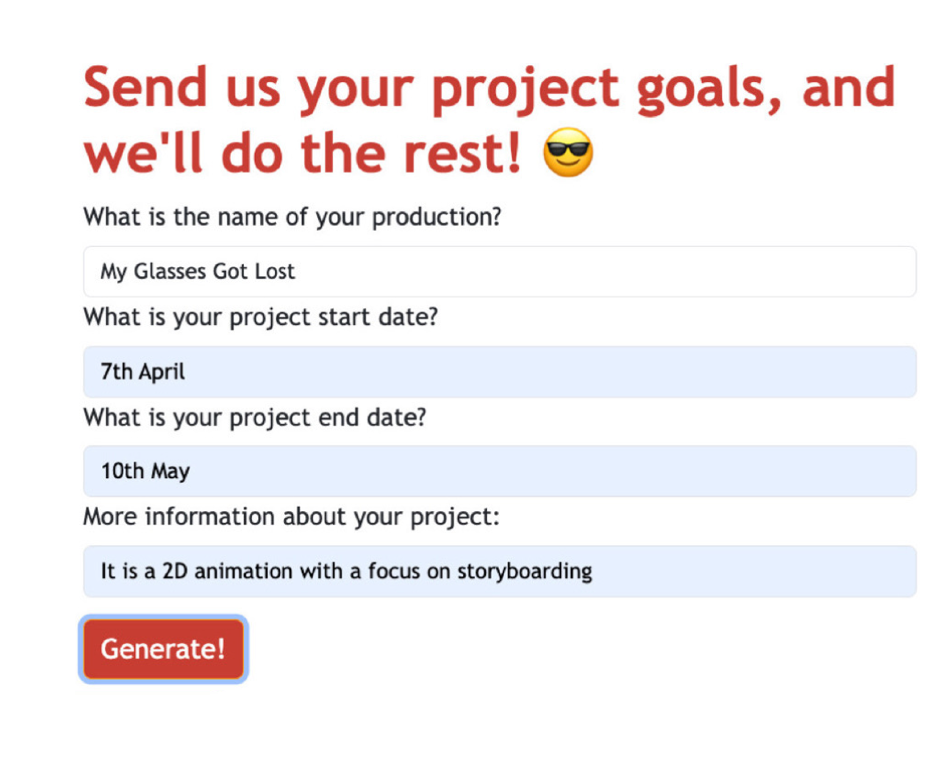 Send us your project goals, and
we'll do the rest! 😎
What is the name of your production?
My Glasses Got Lost
What is your project start date?
7th April
What is your project end date?
10th May
More information about your project:
It is a 2D animation with a focus on storyboarding
Generate!